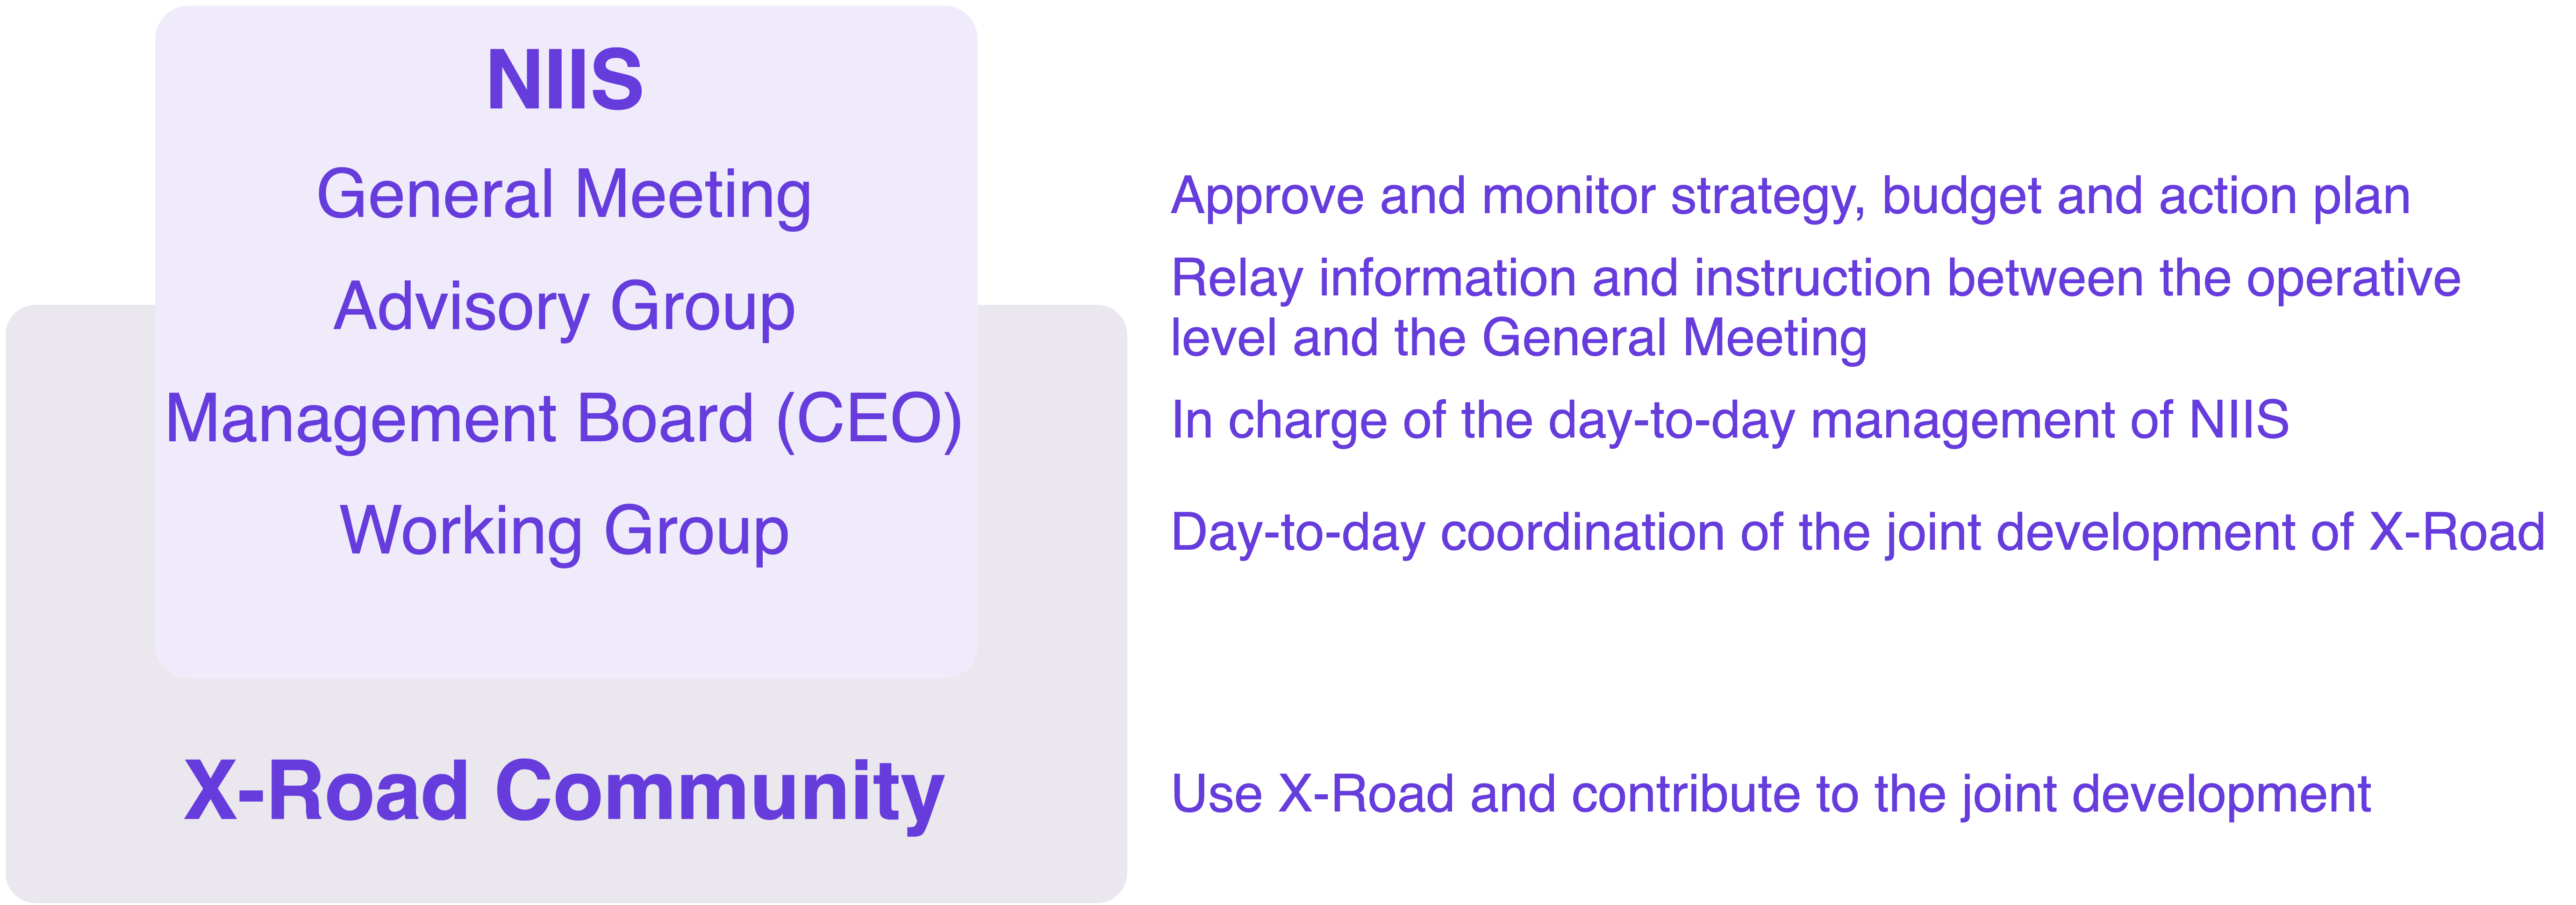 NIIS
General Meeting
Approve and monitor strategy, budget and action plan
Advisory Group
Relay information and instruction between the operative
level and the General Meeting
Management Board (CEO)
In charge of the day-to-day management of NIIS
Working Group
Day-to-day coordination of the joint development of X-Road
X-Road Community
Use X-Road and contribute to the joint development